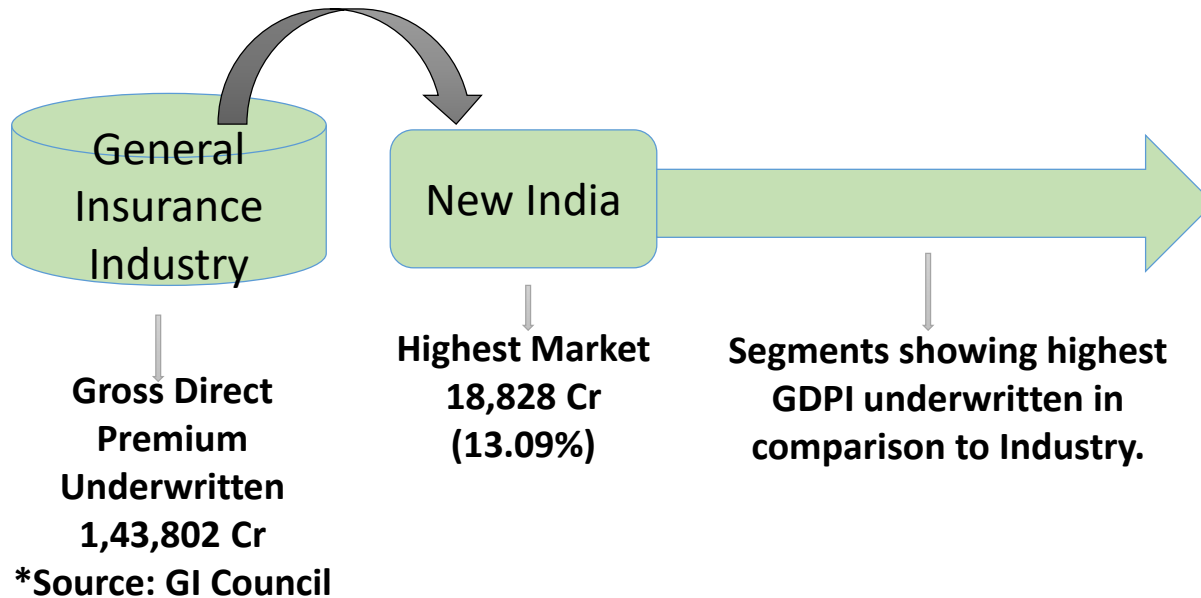 General
Insurance
Industry
New India
Gross Direct
Premium
Underwritten
1,43,802 Cr
*Source: GI Council
Highest Market
18,828 Cr
(13.09%)
Segments showing highest
GDPI underwritten in
comparison to Industry.